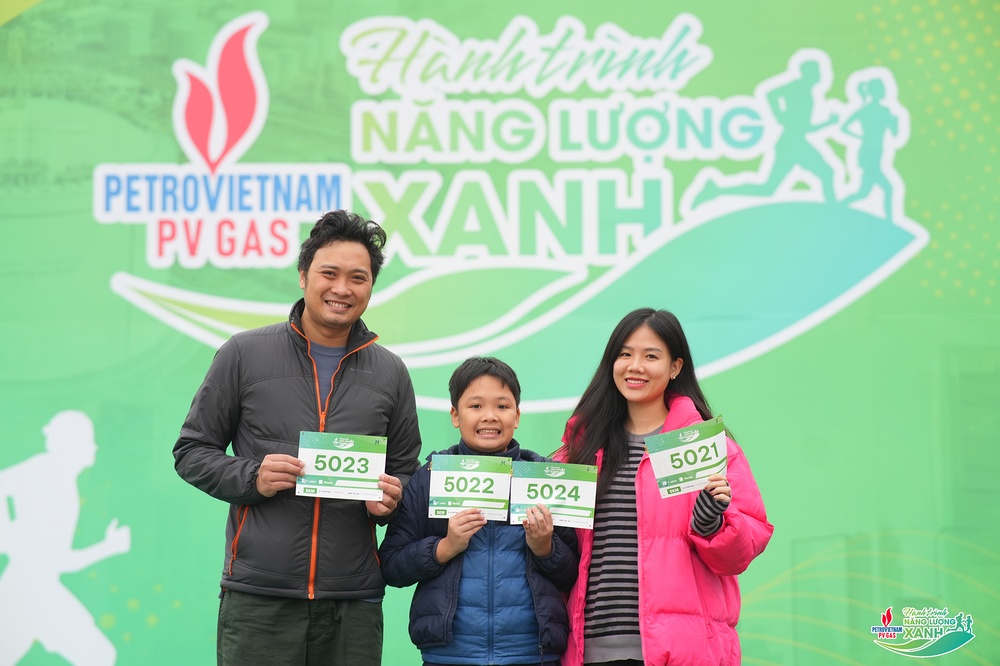 Hành trình
NĂNG LƯỢNG
XANH
PETROVIETNAM
PV GAS
5023
5022
5024
5021
5KM
Hành trình
NĂNG LƯỢNG
XANH
PETROVIETNAM
PV GAS